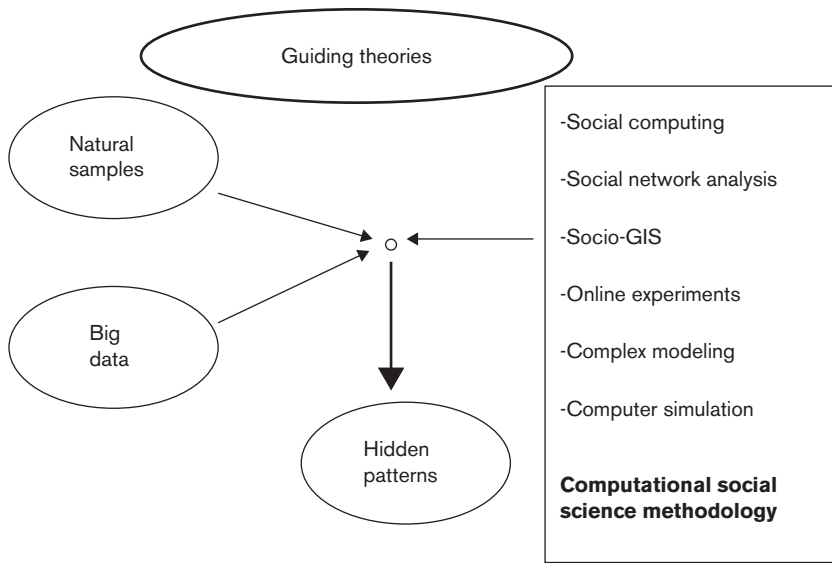 Guiding theories
Natural
samples
Big
data
Hidden
patterns
-Social computing
-Social network analysis
-Socio-GIS
-Online experiments
-Complex modeling
-Computer simulation
Computational social
science methodology